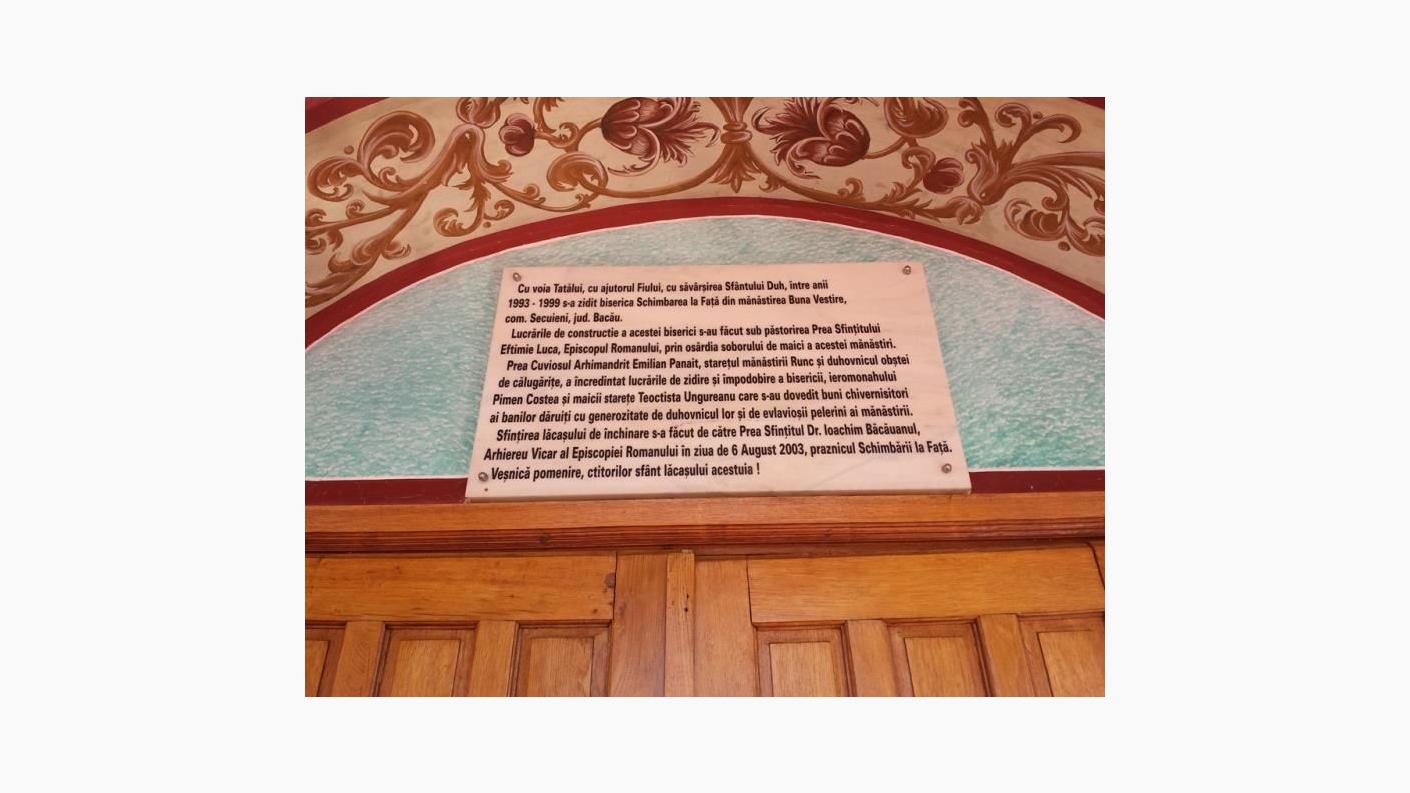 Cu voia Tatălui, cu ajutorul Fiului, cu săvârșirea Sfântului Duh, între anii
1993 - 1999 s-a zidit biserica Schimbarea la Față din mănăstirea Buna Vestire,
com. Secuieni, jud. Bacău.
Lucrările de constructie a acestei biserici s-au făcut sub păstorirea Prea Sfințitului
Eftimie Luca, Episcopul Romanului, prin osârdia soborului de maici a acestei mănăstiri.
Prea Cuviosul Arhimandrit Emilian Panait, starețul mănăstirii Runc și duhovnicul obștei
de călugărițe, a încredintat lucrările de zidire și împodobire a bisericii, ieromonahului
Pimen Costea și maicii starețe Teoctista Ungureanu care s-au dovedit buni chivernisitori
ai banilor dăruiți cu generozitate de duhovnicul lor și de evlavioșii pelerini ai mănăstirii.
Sfințirea lăcașului de închinare s-a făcut de către Prea Sfințitul Dr. Ioachim Băcăuanul,
Arhiereu Vicar al Episcopiei Romanului în ziua de 6 August 2003, praznicul Schimbării la Față.
Veșnică pomenire, ctitorilor sfânt lăcașului acestuia !